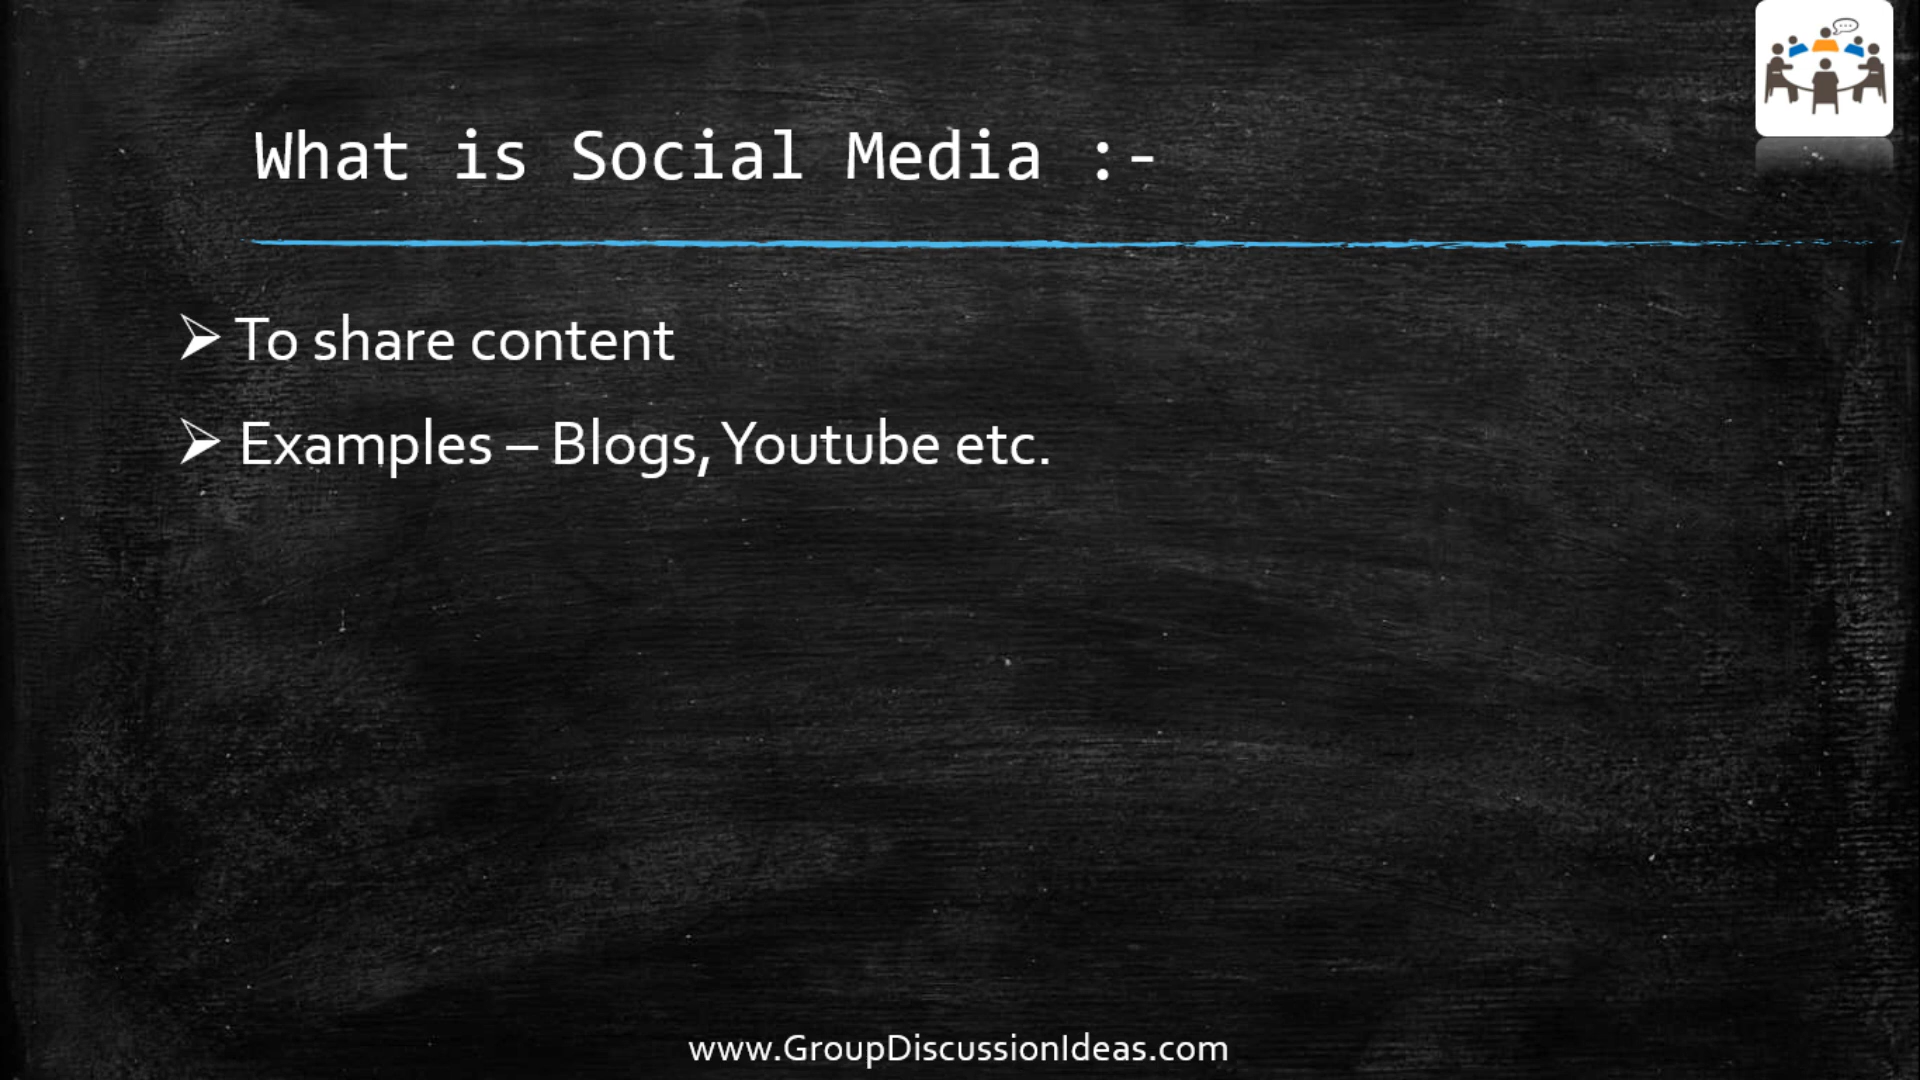 What is Social Media :-
To share content
Examples – Blogs, Youtube etc.
www.GroupDiscussionIdeas.com